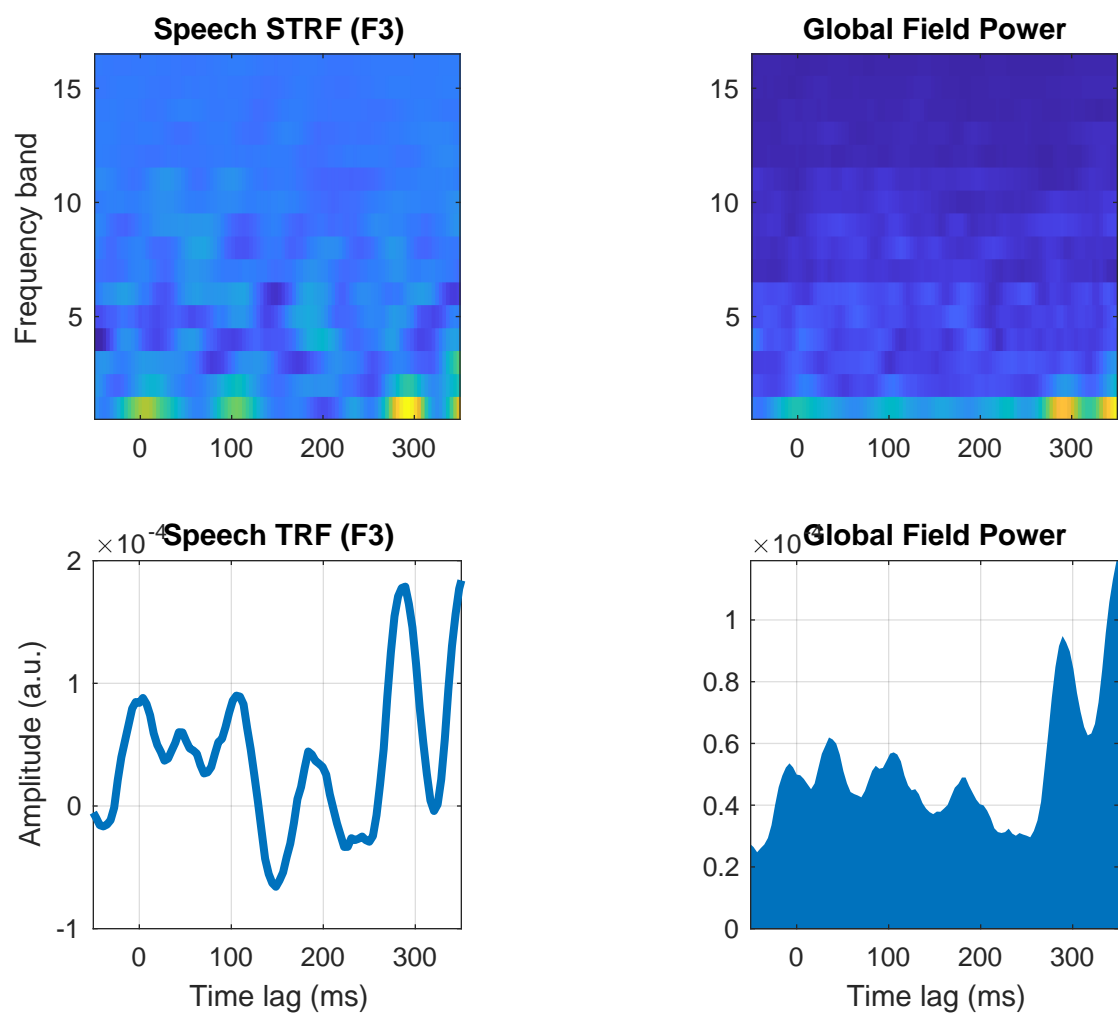 Speech STRF (F3)
Global Field Power
Frequency band
15
10
5
0 100 200 300
15
10
5
0 100 200 300
Speech TRF (F3)
×10-4
Global Field Power
×10
Amplitude (a.u.)
2
1
0
-1
0 100 200 300
Time lag (ms)
1
0.8
0.6
0.4
0.2
0
0 100 200 300
Time lag (ms)